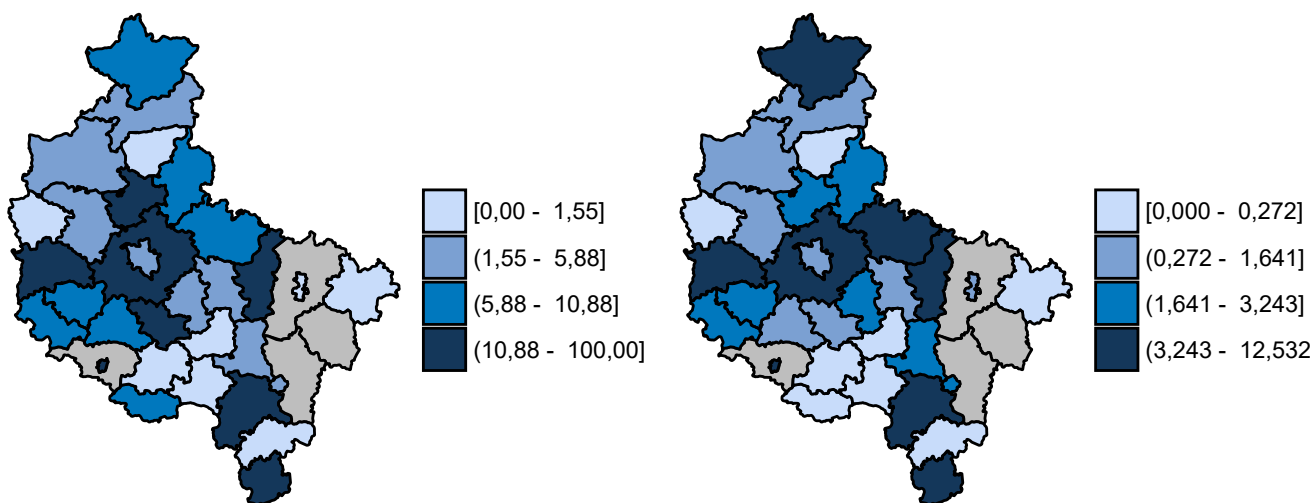 [0,00 - 1,55]
(1,55 - 5,88]
(5,88 - 10,88]
(10,88 - 100,00]
[0,000 - 0,272]
(0,272 - 1,641]
(1,641 - 3,243]
(3,243 - 12,532